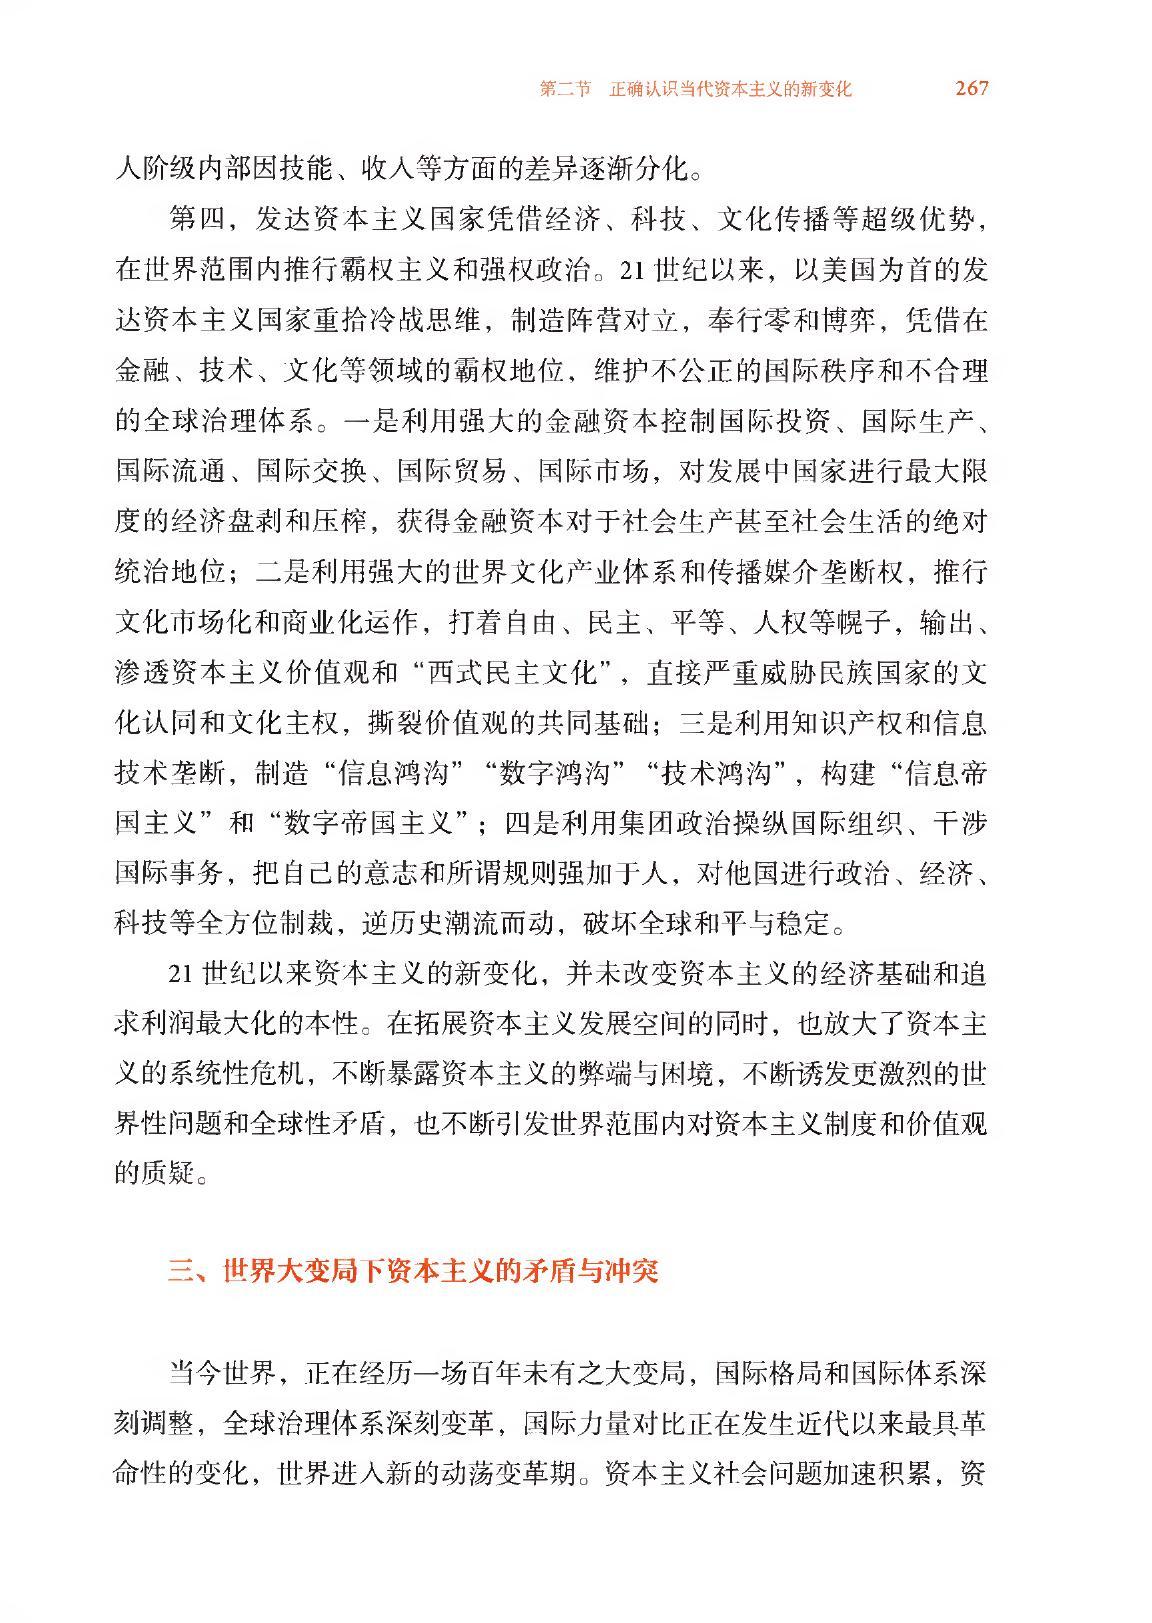 第二节 正确认识当代资本主义的新变化 267
人阶级内部因技能、收入等方面的差异逐渐分化。
第四，发达资本主义国家凭借经济、科技、文化传播等超级优势，
在世界范围内推行霸权主义和强权政治。21世纪以来，以美国为首的发
达资本主义国家重拾冷战思维，制造阵营对立，奉行零和博弈，凭借在
金融、技术、文化等领域的霸权地位，维护不公正的国际秩序和不合理
的全球治理体系。一是利用强大的金融资本控制国际投资、国际生产、
国际流通、国际交换、国际贸易、国际市场，对发展中国家进行最大限
度的经济盘剥和压榨，获得金融资本对于社会生产甚至社会生活的绝对
统治地位；二是利用强大的世界文化产业体系和传播媒介垄断权，推行
文化市场化和商业化运作，打着自由、民主、平等、人权等幌子，输出、
渗透资本主义价值观和“西式民主文化”，直接严重威胁民族国家的文
化认同和文化主权，撕裂价值观的共同基础；三是利用知识产权和信息
技术垄断，制造“信息鸿沟”“数字鸿沟”“技术鸿沟”，构建“信息帝
国主义”和“数字帝国主义”；四是利用集团政治操纵国际组织、干涉
国际事务，把自己的意志和所谓规则强加于人，对他国进行政治、经济、
科技等全方位制裁，逆历史潮流而动，破坏全球和平与稳定。
21世纪以来资本主义的新变化，并未改变资本主义的经济基础和追
求利润最大化的本性。在拓展资本主义发展空间的同时，也放大了资本主
义的系统性危机，不断暴露资本主义的弊端与困境，不断诱发更激烈的世
界性问题和全球性矛盾，也不断引发世界范围内对资本主义制度和价值观
的质疑。
三、世界大变局下资本主义的矛盾与冲突
当今世界，正在经历一场百年未有之大变局，国际格局和国际体系深
刻调整，全球治理体系深刻变革，国际力量对比正在发生近代以来最具革
命性的变化，世界进入新的动荡变革期。资本主义社会问题加速积累，资